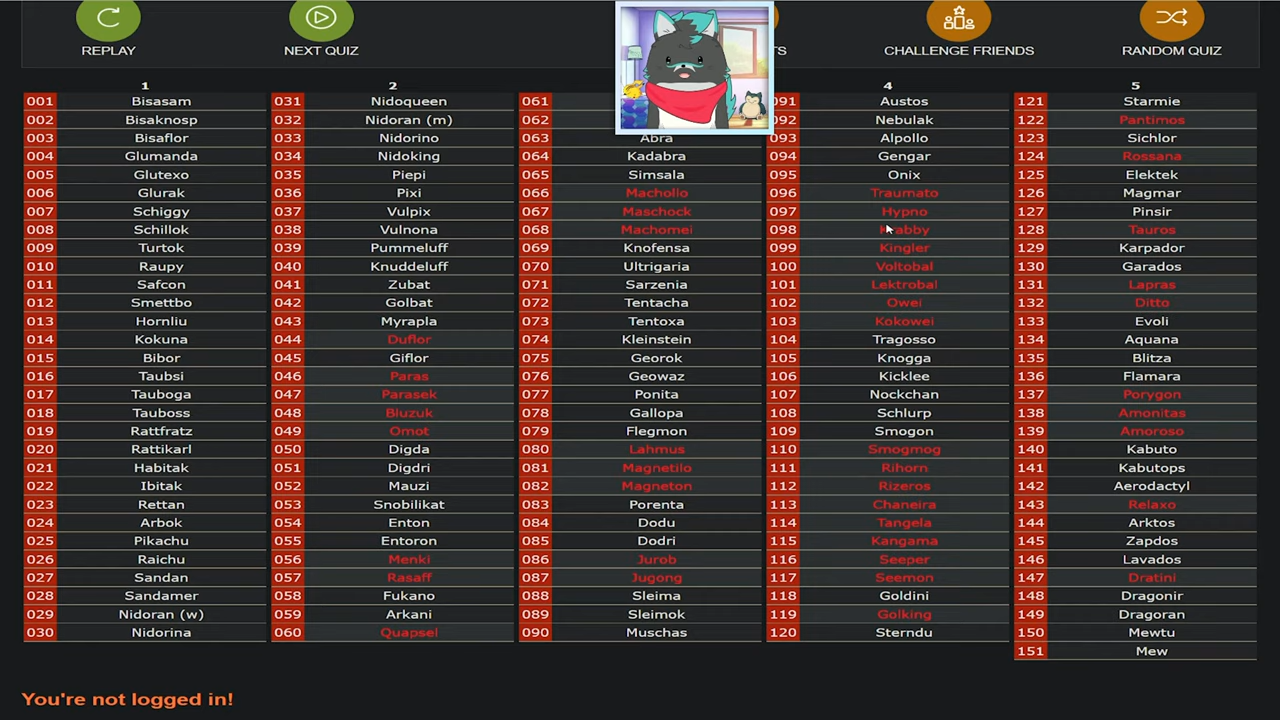 REPLAY
NEXT QUIZ
CHALLENGE FRIENDS
RANDOM QUIZ
1
001 Bisasam
002 Bisaknosp
003 Bisaflor
004 Glumanda
005 Glutexo
006 Glurak
007 Schiggy
008 Schillok
009 Turtok
010 Raupy
011 Safcon
012 Smettbo
013 Hornliu
014 Kokuna
015 Bibor
016 Taubsi
017 Tauboga
018 Tauboss
019 Rattfratz
020 Rattikarl
021 Habitak
022 Ibitak
023 Rettan
024 Arbok
025 Pikachu
026 Raichu
027 Sandan
028 Sandamer
029 Nidoran (w)
030 Nidorina
2
031 Nidoqueen
032 Nidoran (m)
033 Nidorino
034 Nidoking
035 Piepi
036 Pixi
037 Vulpix
038 Vulnona
039 Pummeluff
040 Knuddeluff
041 Zubat
042 Golbat
043 Myrapla
044 Duflor
045 Giflor
046 Paras
047 Parasek
048 Bluzuk
049 Omot
050 Digda
051 Digdri
052 Mauzi
053 Snobilikat
054 Enton
055 Entoron
056 Menki
057 Rasaff
058 Fukano
059 Arkani
060 Quapsel
061
062
063 Abra
064 Kadabra
065 Simsala
066 Machollo
067 Maschock
068 Machomei
069 Knofensa
070 Ultrigaria
071 Sarzenia
072 Tentacha
073 Tentoxa
074 Kleinstein
075 Georok
076 Geowaz
077 Ponita
078 Gallopa
079 Flegmon
080 Lahmus
081 Magnetilo
082 Magneton
083 Porenta
084 Dodu
085 Dodri
086 Jurob
087 Jugong
088 Sleima
089 Sleimok
090 Muschas
4
091 Austos
092 Nebulak
093 Alpollo
094 Gengar
095 Onix
096 Traumato
097 Hypno
098 Krabby
099 Kingler
100 Voltobal
101 Lektrobal
102 Owei
103 Kokowei
104 Tragosso
105 Knogga
106 Kicklee
107 Nockchan
108 Schlurp
109 Smogon
110 Smogmog
111 Rihorn
112 Rizeros
113 Chaneira
114 Tangela
115 Kangama
116 Seeper
117 Seemon
118 Goldini
119 Golking
120 Sterndu
5
121 Starmie
122 Pantimos
123 Sichlor
124 Rossana
125 Elektek
126 Magmar
127 Pinsir
128 Tauros
129 Karpador
130 Garados
131 Lapras
132 Ditto
133 Evoli
134 Aquana
135 Blitza
136 Flamara
137 Porygon
138 Amonitas
139 Amoroso
140 Kabuto
141 Kabutops
142 Aerodactyl
143 Relaxo
144 Arktos
145 Zapdos
146 Lavados
147 Dratini
148 Dragonir
149 Dragoran
150 Mewtu
151 Mew
You're not logged in!